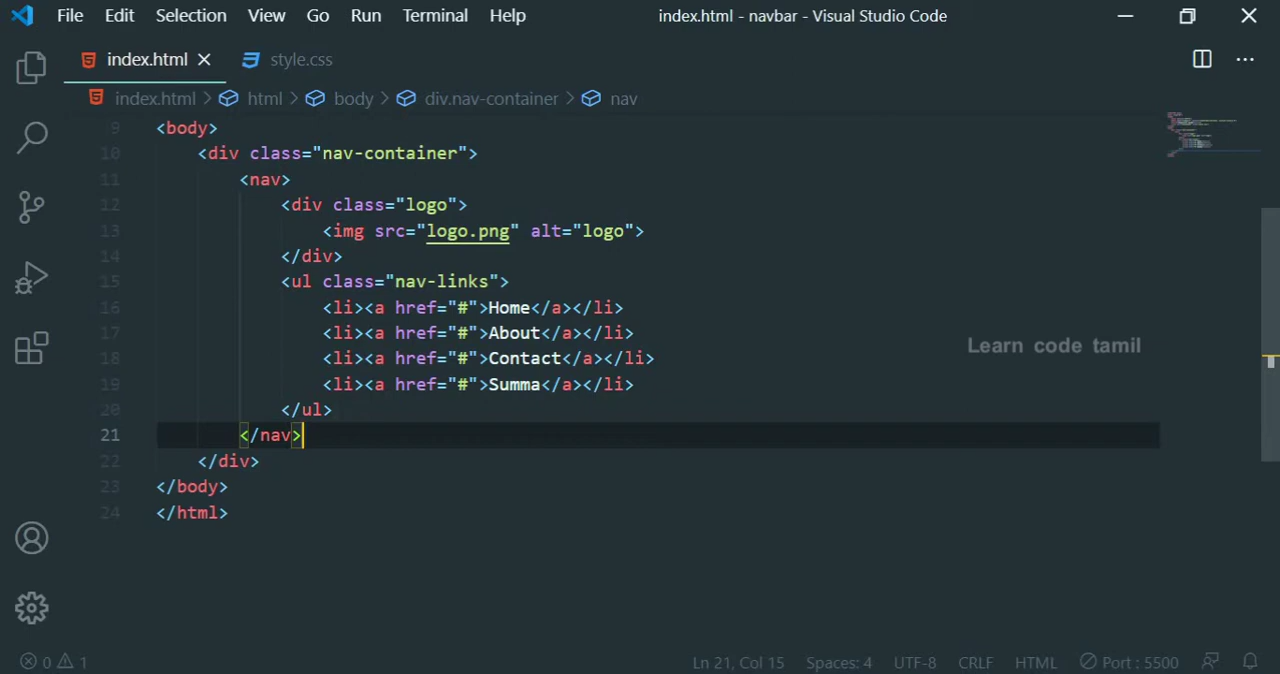 File Edit Selection View Go Run Terminal Help index.html - navbar - Visual Studio Code
index.html style.css
index.html > html > body > div.nav-container > nav
9 <body>
10 <div class="nav-container">
11 <nav>
12 <div class="logo">
13 <img src="logo.png" alt="logo">
14 </div>
15 <ul class="nav-links">
16 <li><a href="#">Home</a></li>
17 <li><a href="#">About</a></li>
18 <li><a href="#">Contact</a></li>
19 <li><a href="#">Summa</a></li>
20 </ul>
21 </nav>
22 </div>
23 </body>
24 </html>
Learn code tamil
0 1 Ln 21, Col 15 Spaces: 4 UTF-8 CRLF HTML Port : 5500